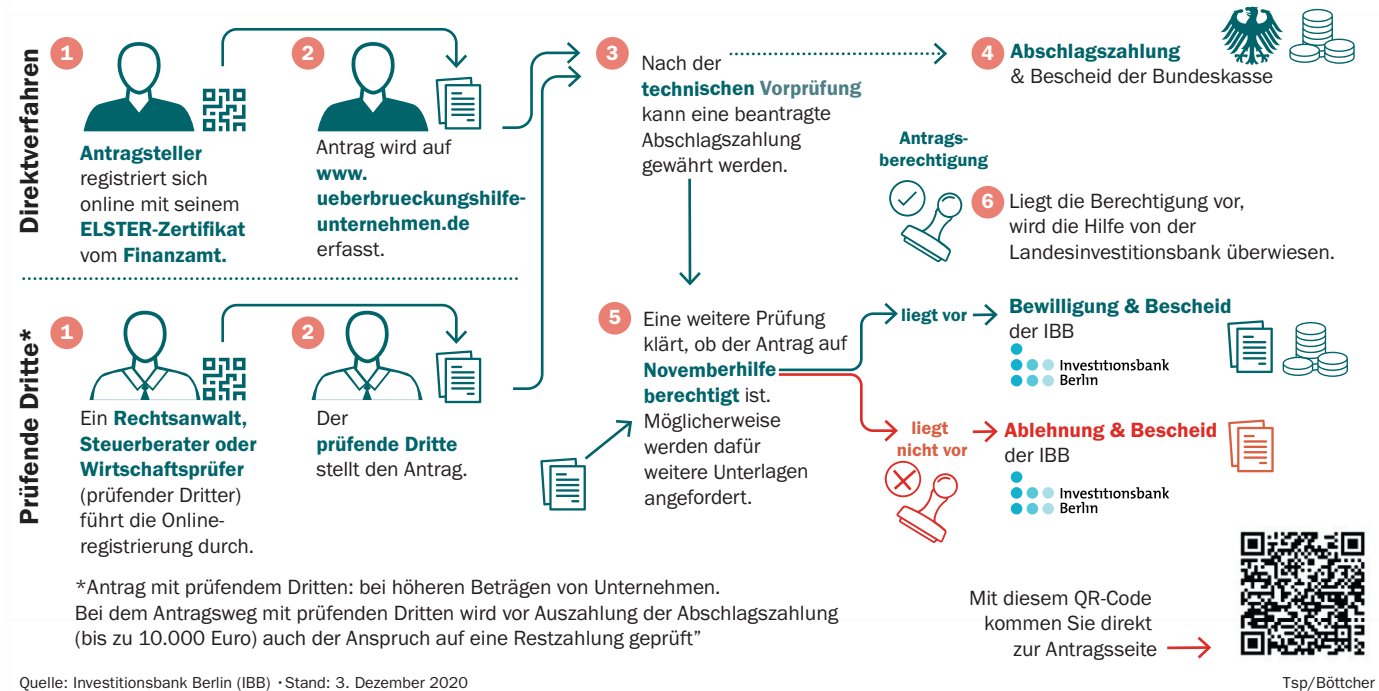 Direktverfahren
1
Antragsteller
registriert sich
online mit seinem
ELSTER-Zertifikat
vom Finanzamt.
2
Antrag wird auf
www.
ueberbrueckungshilfe-
unternehmen.de
erfasst.
Prüfende Dritte*
1
Ein Rechtsanwalt,
Steuerberater oder
Wirtschaftsprüfer
(prüfender Dritter)
führt die Online-
registrierung durch.
2
Der
prüfende Dritte
stellt den Antrag.
3
Nach der
technischen Vorprüfung
kann eine beantragte
Abschlagszahlung
gewährt werden.
4
Abschlagszahlung
& Bescheid der Bundeskasse
5
Eine weitere Prüfung
klärt, ob der Antrag auf
Novemberhilfe
berechtigt ist.
Möglicherweise
werden dafür
weitere Unterlagen
angefordert.
Antrags-
berechtigung
6
Liegt die Berechtigung vor,
wird die Hilfe von der
Landesinvestitionsbank überwiesen.
liegt vor
Bewilligung & Bescheid
der IBB
Investitionsbank
Berlin
liegt
nicht vor
Ablehnung & Bescheid
der IBB
Investitionsbank
Berlin
*Antrag mit prüfendem Dritten: bei höheren Beträgen von Unternehmen.
Bei dem Antragsweg mit prüfenden Dritten wird vor Auszahlung der Abschlagszahlung
(bis zu 10.000 Euro) auch der Anspruch auf eine Restzahlung geprüft”
Mit diesem QR-Code
kommen Sie direkt
zur Antragsseite
Quelle: Investitionsbank Berlin (IBB) · Stand: 3. Dezember 2020
Tsp/Böttcher